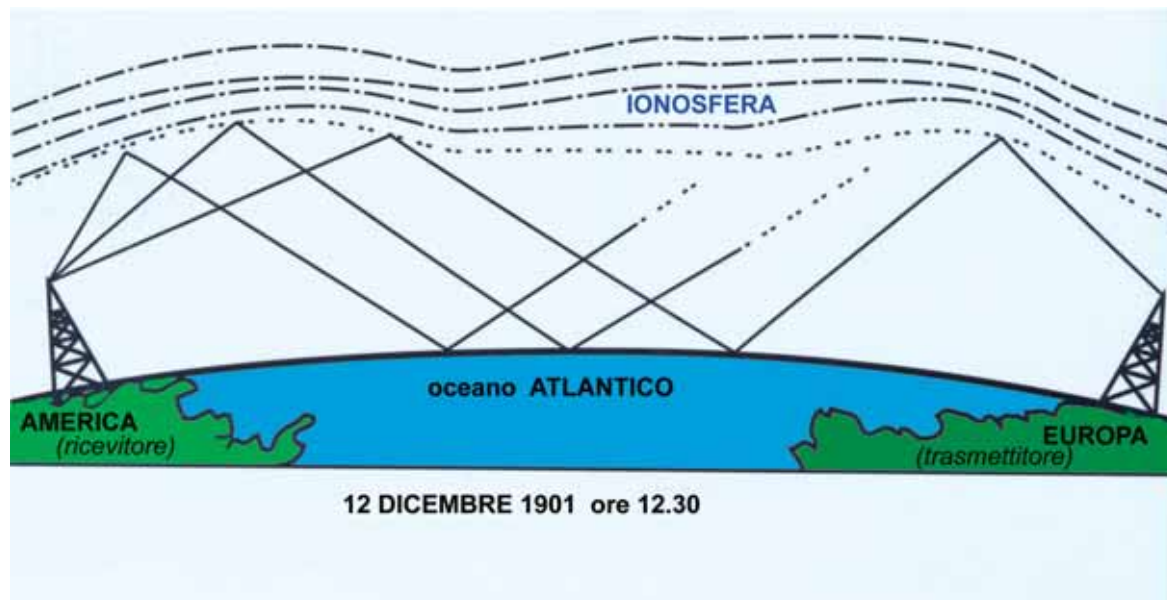 IONOSFERA
oceano ATLANTICO
AMERICA
(ricevitore)
EUROPA
(trasmettitore)
12 DICEMBRE 1901 ore 12.30